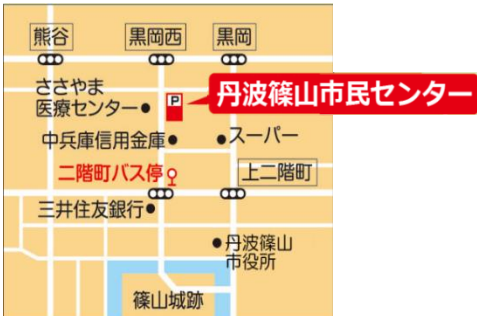 熊谷
黒岡西
黒岡
ささやま
医療センター
P
丹波篠山市民センター
中兵庫信用金庫
スーパー
二階町バス停
上二階町
三井住友銀行
丹波篠山
市役所
篠山城跡